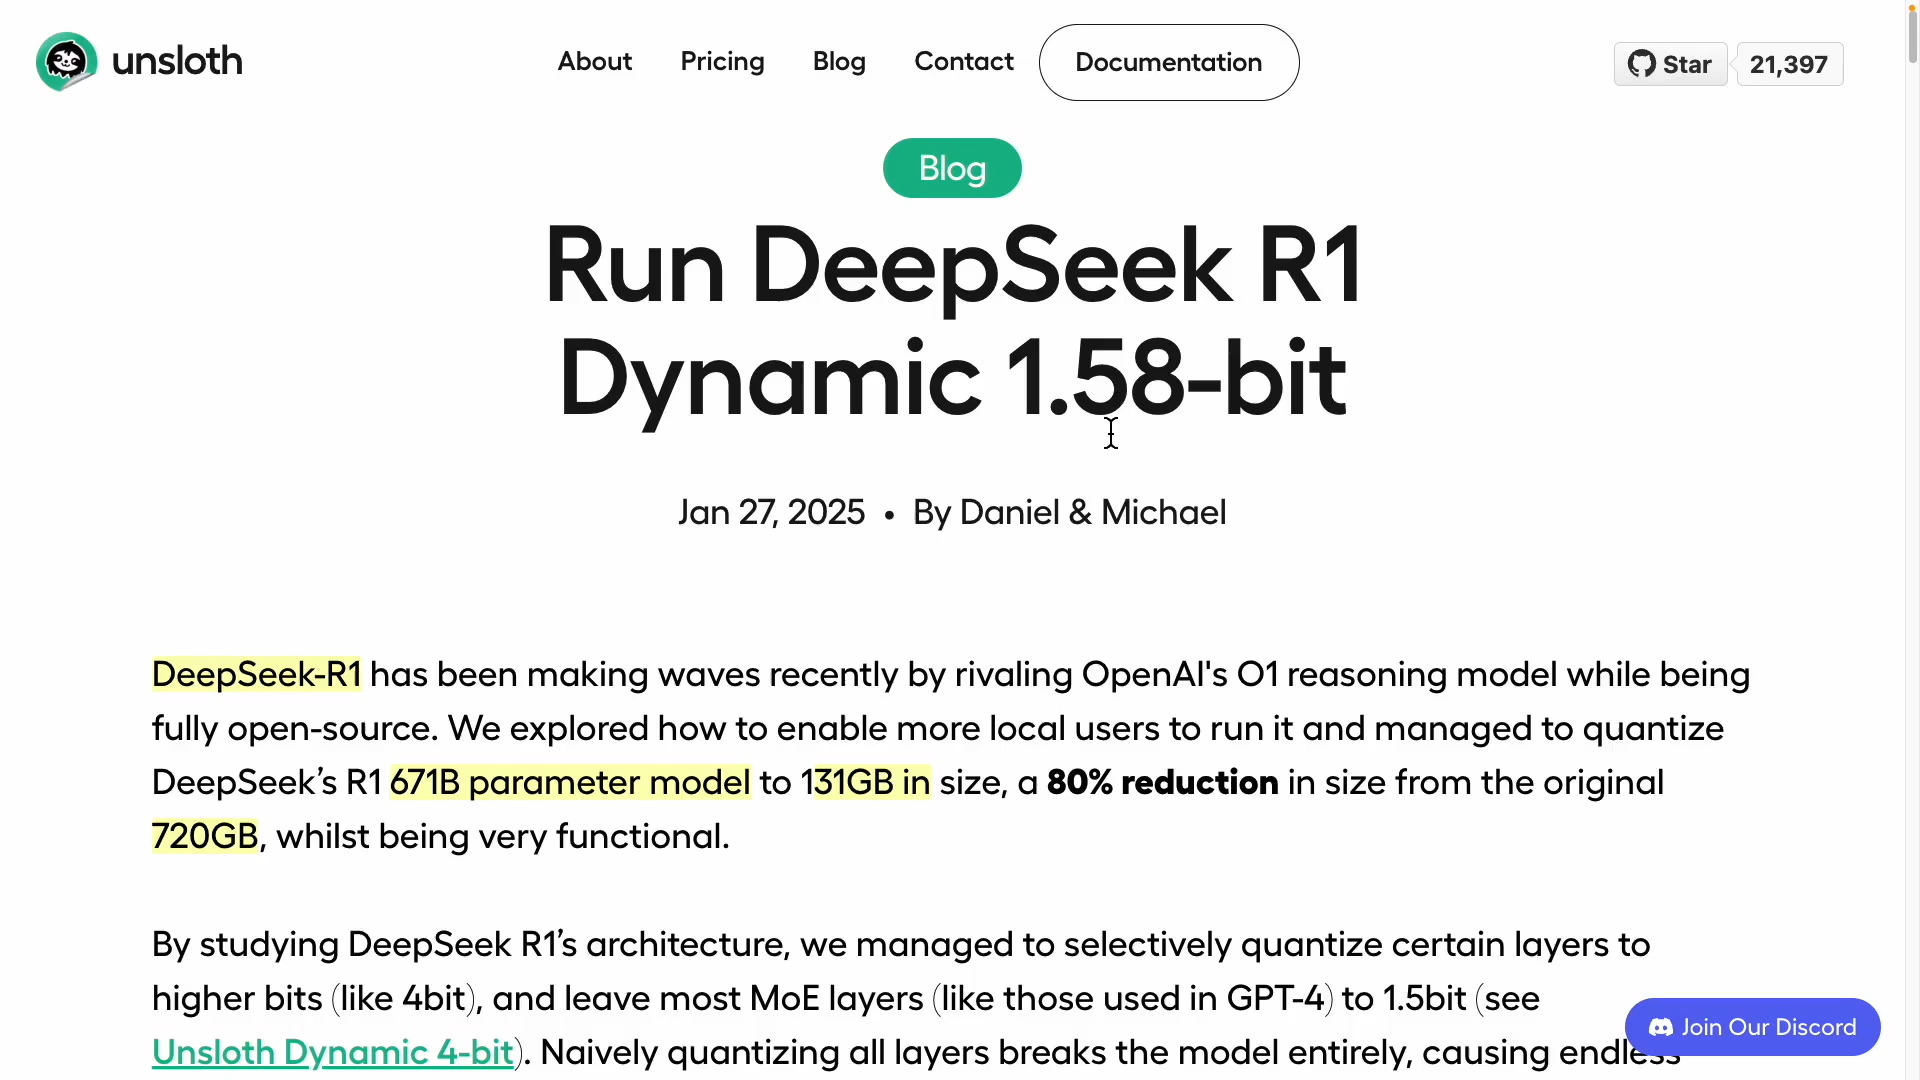 unsloth
About
Pricing
Blog
Contact
Documentation
Star
21,397
Blog
Run DeepSeek R1
Dynamic 1.58-bit
Jan 27, 2025 • By Daniel & Michael
DeepSeek-R1 has been making waves recently by rivaling OpenAI's O1 reasoning model while being
fully open-source. We explored how to enable more local users to run it and managed to quantize
DeepSeek’s R1 671B parameter model to 131GB in size, a 80% reduction in size from the original
720GB, whilst being very functional.
By studying DeepSeek R1’s architecture, we managed to selectively quantize certain layers to
higher bits (like 4bit), and leave most MoE layers (like those used in GPT-4) to 1.5bit (see
Unsloth Dynamic 4-bit). Naively quantizing all layers breaks the model entirely, causing endless
Join Our Discord